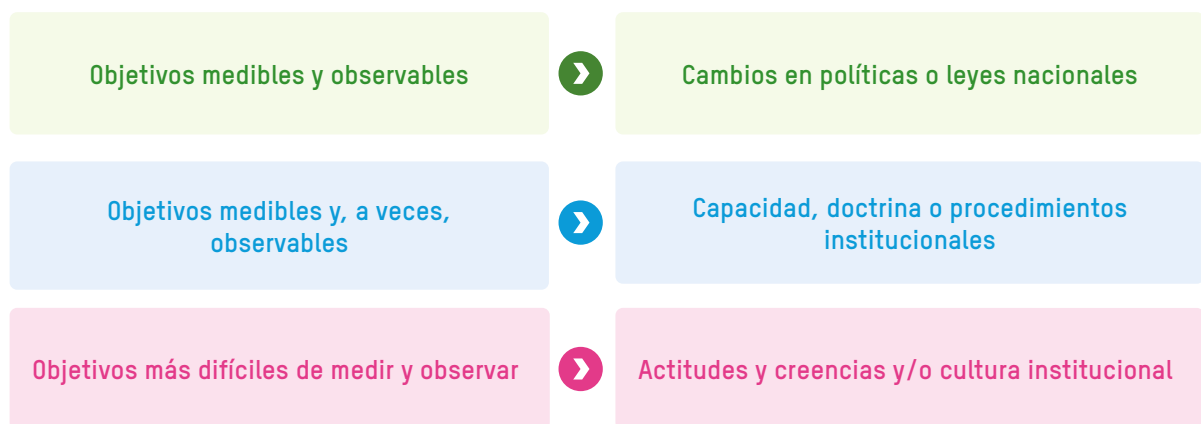 Objetivos medibles y observables
Cambios en políticas o leyes nacionales
Objetivos medibles y, a veces,
observables
Capacidad, doctrina o procedimientos
institucionales
Objetivos más difíciles de medir y observar
Actitudes y creencias y/o cultura institucional